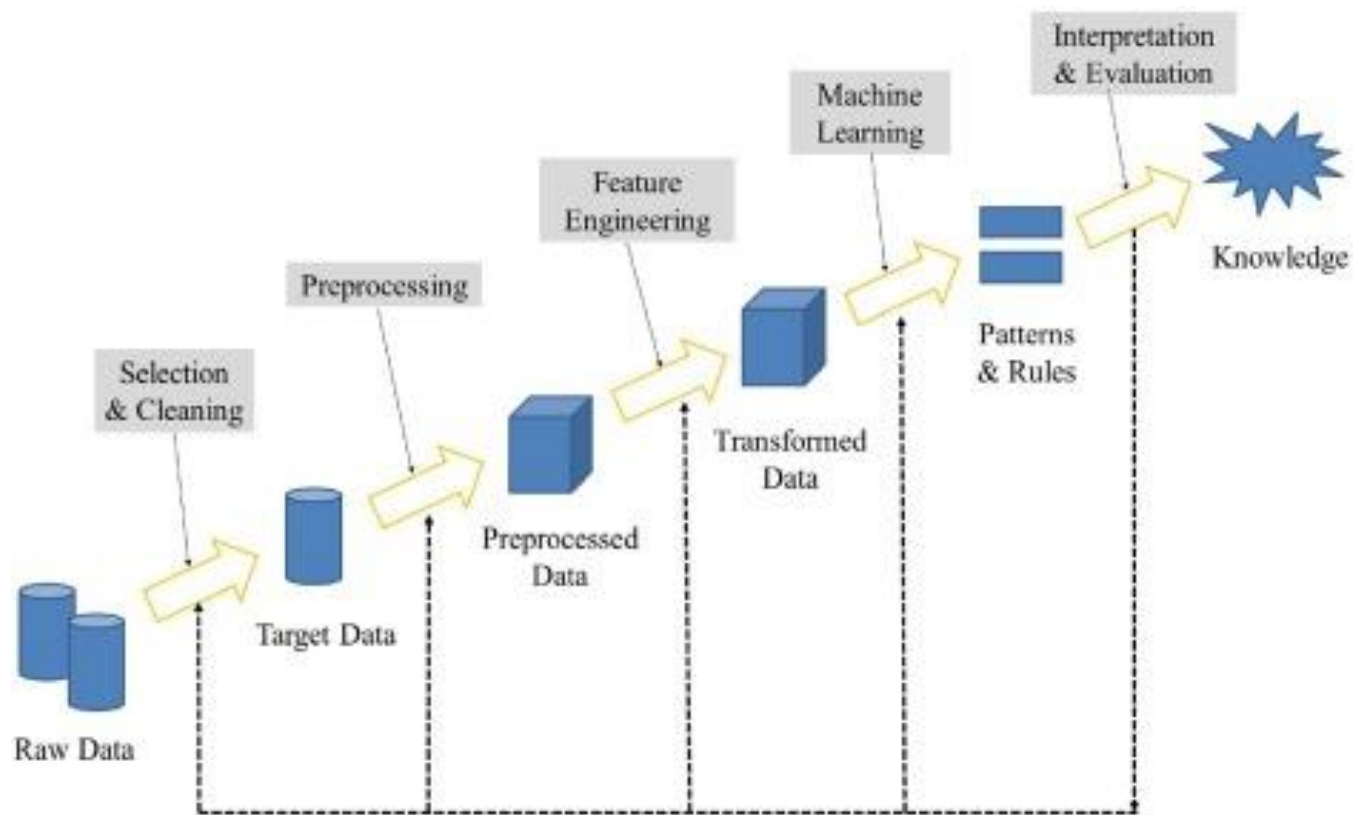 Interpretation
& Evaluation
Machine
Learning
Feature
Engineering
Knowledge
Preprocessing
Patterns
& Rules
Selection
& Cleaning
Transformed
Data
Preprocessed
Data
Target Data
Raw Data